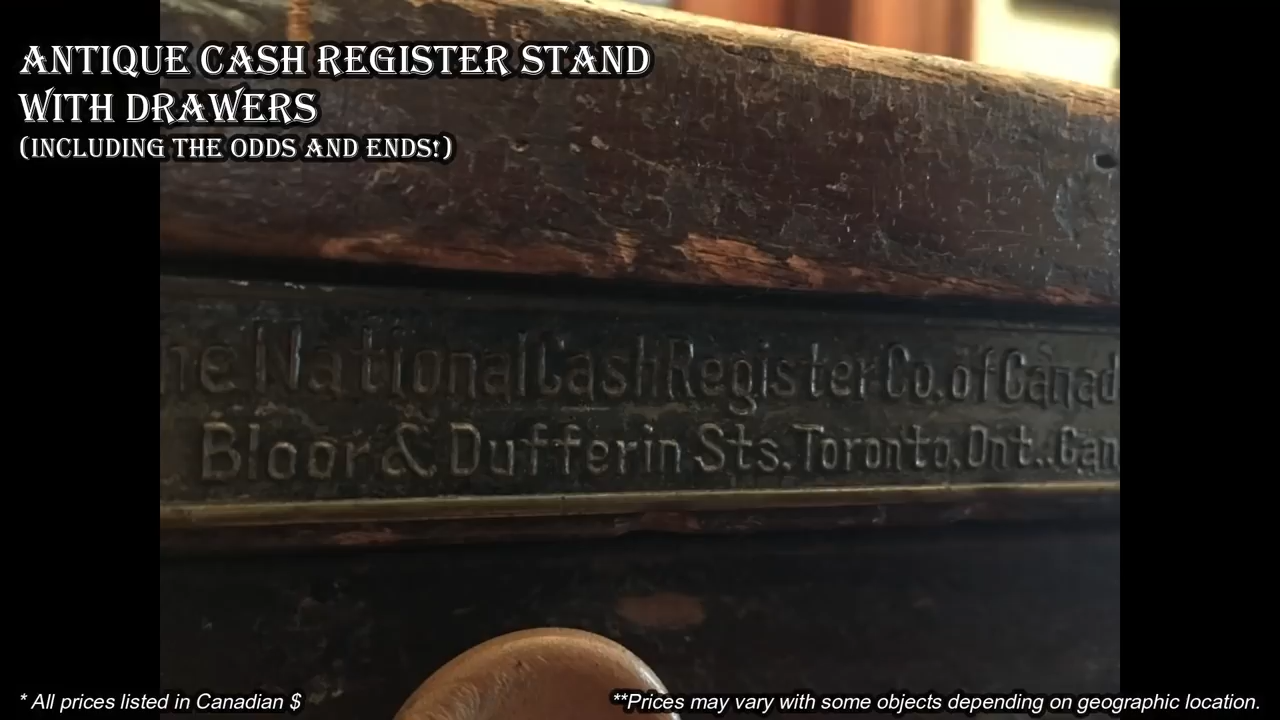 ANTIQUE CASH REGISTER STAND
WITH DRAWERS
(INCLUDING THE ODDS AND ENDS!)
he National Cash Register Co. of Canad
Bloor & Dufferin Sts. Toronto, Ont., Can
* All prices listed in Canadian $
**Prices may vary with some objects depending on geographic location.